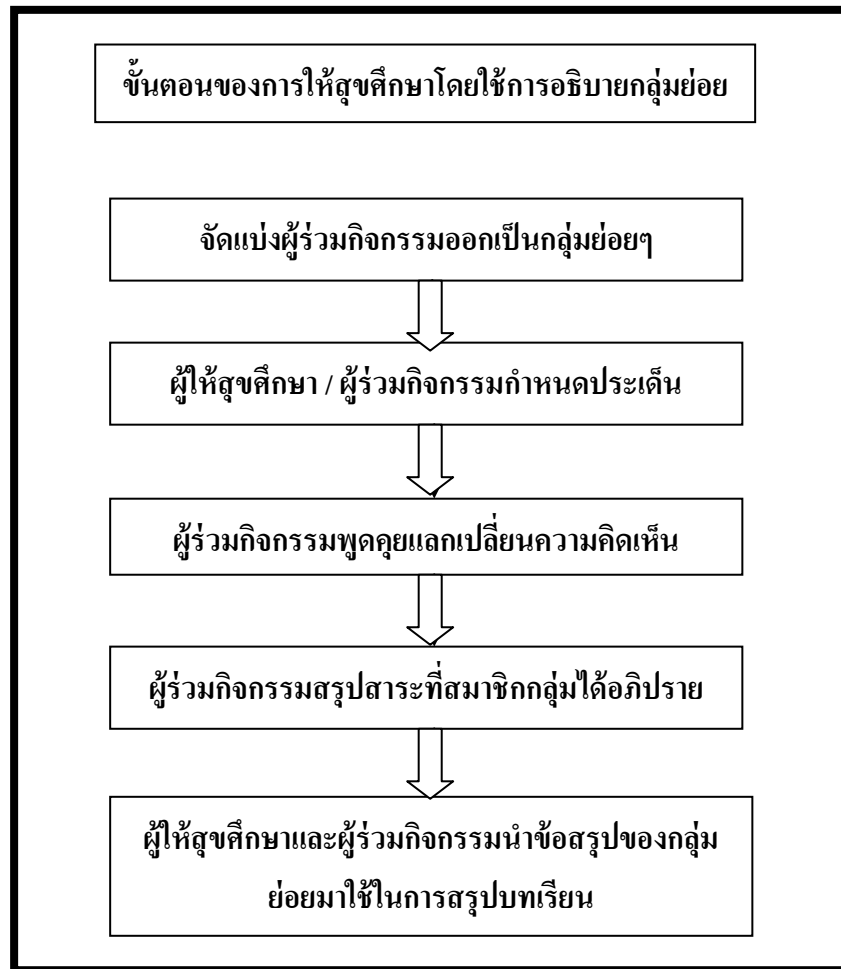 ขั้นตอนของการให้สุขศึกษาโดยใช้การอธิบายกลุ่มย่อย
จัดแบ่งผู้ร่วมกิจกรรมออกเป็นกลุ่มย่อยๆ
ผู้ให้สุขศึกษา / ผู้ร่วมกิจกรรมกำหนดประเด็น
ผู้ร่วมกิจกรรมพูดคุยแลกเปลี่ยนความคิดเห็น
ผู้ร่วมกิจกรรมสรุปสาระที่สมาชิกกลุ่มได้อภิปราย
ผู้ให้สุขศึกษาและผู้ร่วมกิจกรรมนำข้อสรุปของกลุ่ม
ย่อยมาใช้ในการสรุปบทเรียน